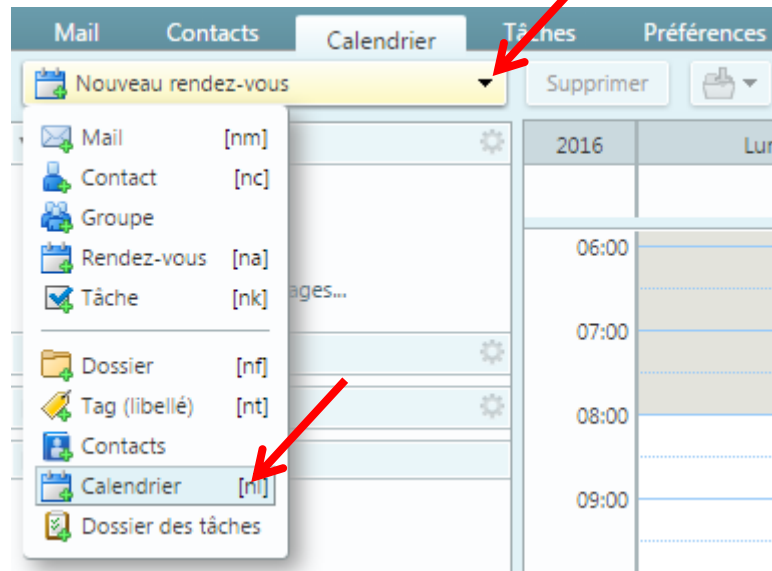 Mail Contacts Calendrier Tâches Préférences
Nouveau rendez-vous Supprimer
Mail [nm]
2016 Lun
Contact [nc]
Groupe
06:00
Rendez-vous [na]
Tâche [nk] ages...
07:00
Dossier [nf]
Tag (libellé) [nt]
08:00
Contacts
Calendrier [nl]
09:00
Dossier des tâches